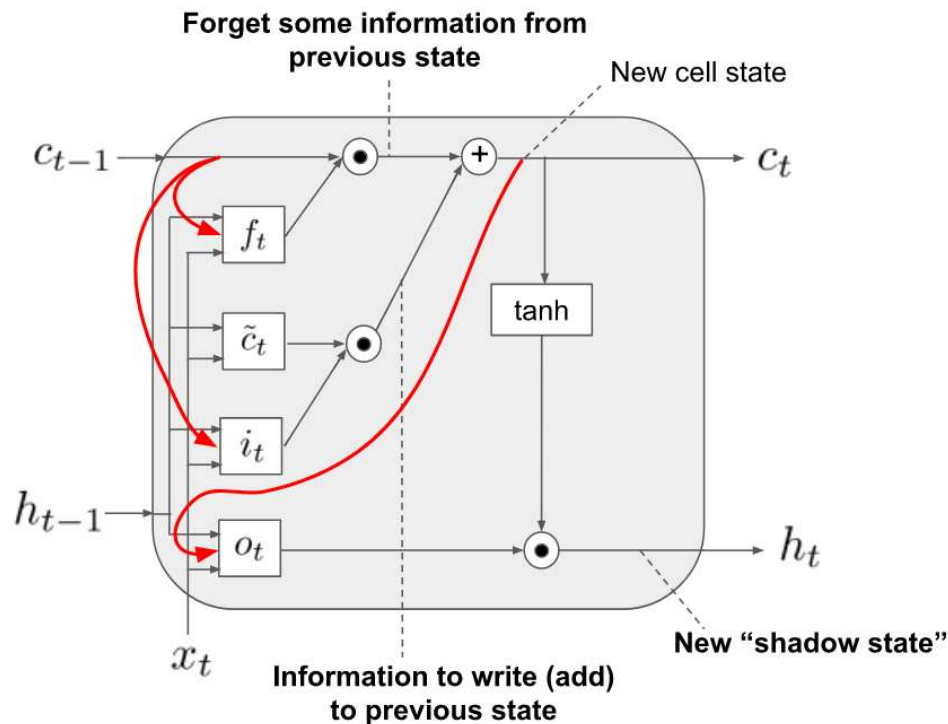 Forget some information from
previous state
New cell state
c_{t-1}
+
c_t
f_t
tanh
\tilde{c}_t
i_t
h_{t-1}
o_t
h_t
x_t
New “shadow state”
Information to write (add)
to previous state